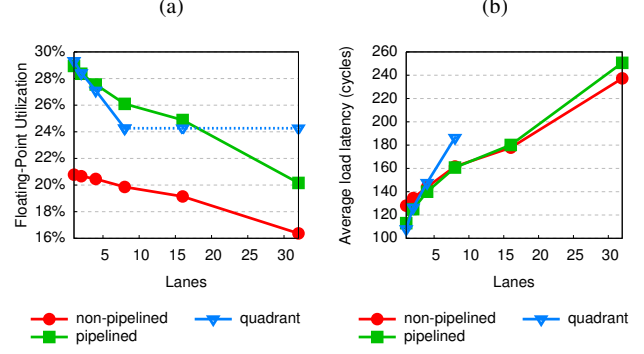 (a)
30%
28%
26%
24%
22%
20%
18%
16%
Floating-Point Utilization
5 10 15 20 25 30
Lanes
non-pipelined
pipelined
quadrant
(b)
260
240
220
200
180
160
140
120
100
Average load latency (cycles)
5 10 15 20 25 30
Lanes
non-pipelined
pipelined
quadrant